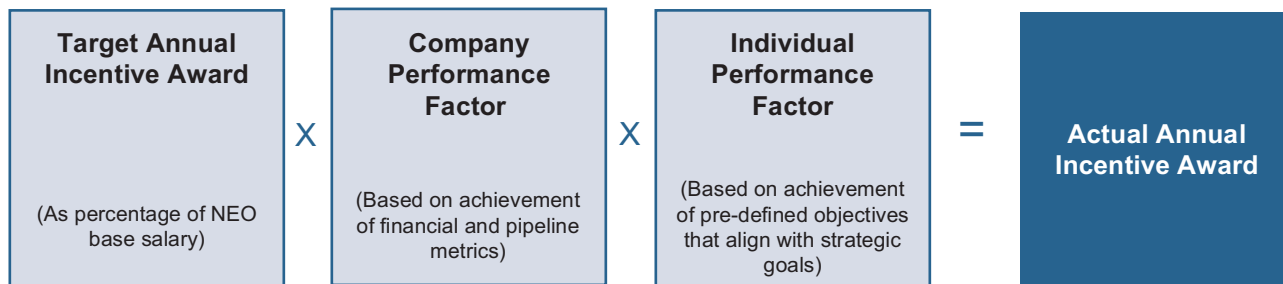 Target Annual
Incentive Award
(As percentage of NEO
base salary)
X
Company
Performance
Factor
(Based on achievement
of financial and pipeline
metrics)
X
Individual
Performance
Factor
(Based on achievement
of pre-defined objectives
that align with strategic
goals)
=
Actual Annual
Incentive Award